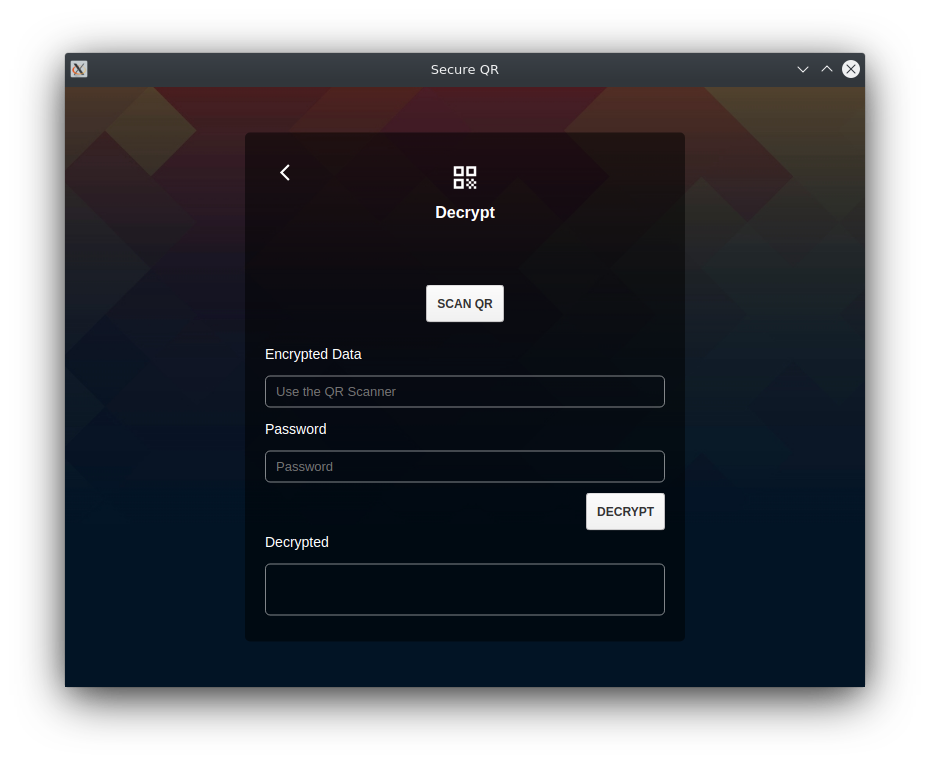 Secure QR
Decrypt
SCAN QR
Encrypted Data
Use the QR Scanner
Password
Password
DECRYPT
Decrypted